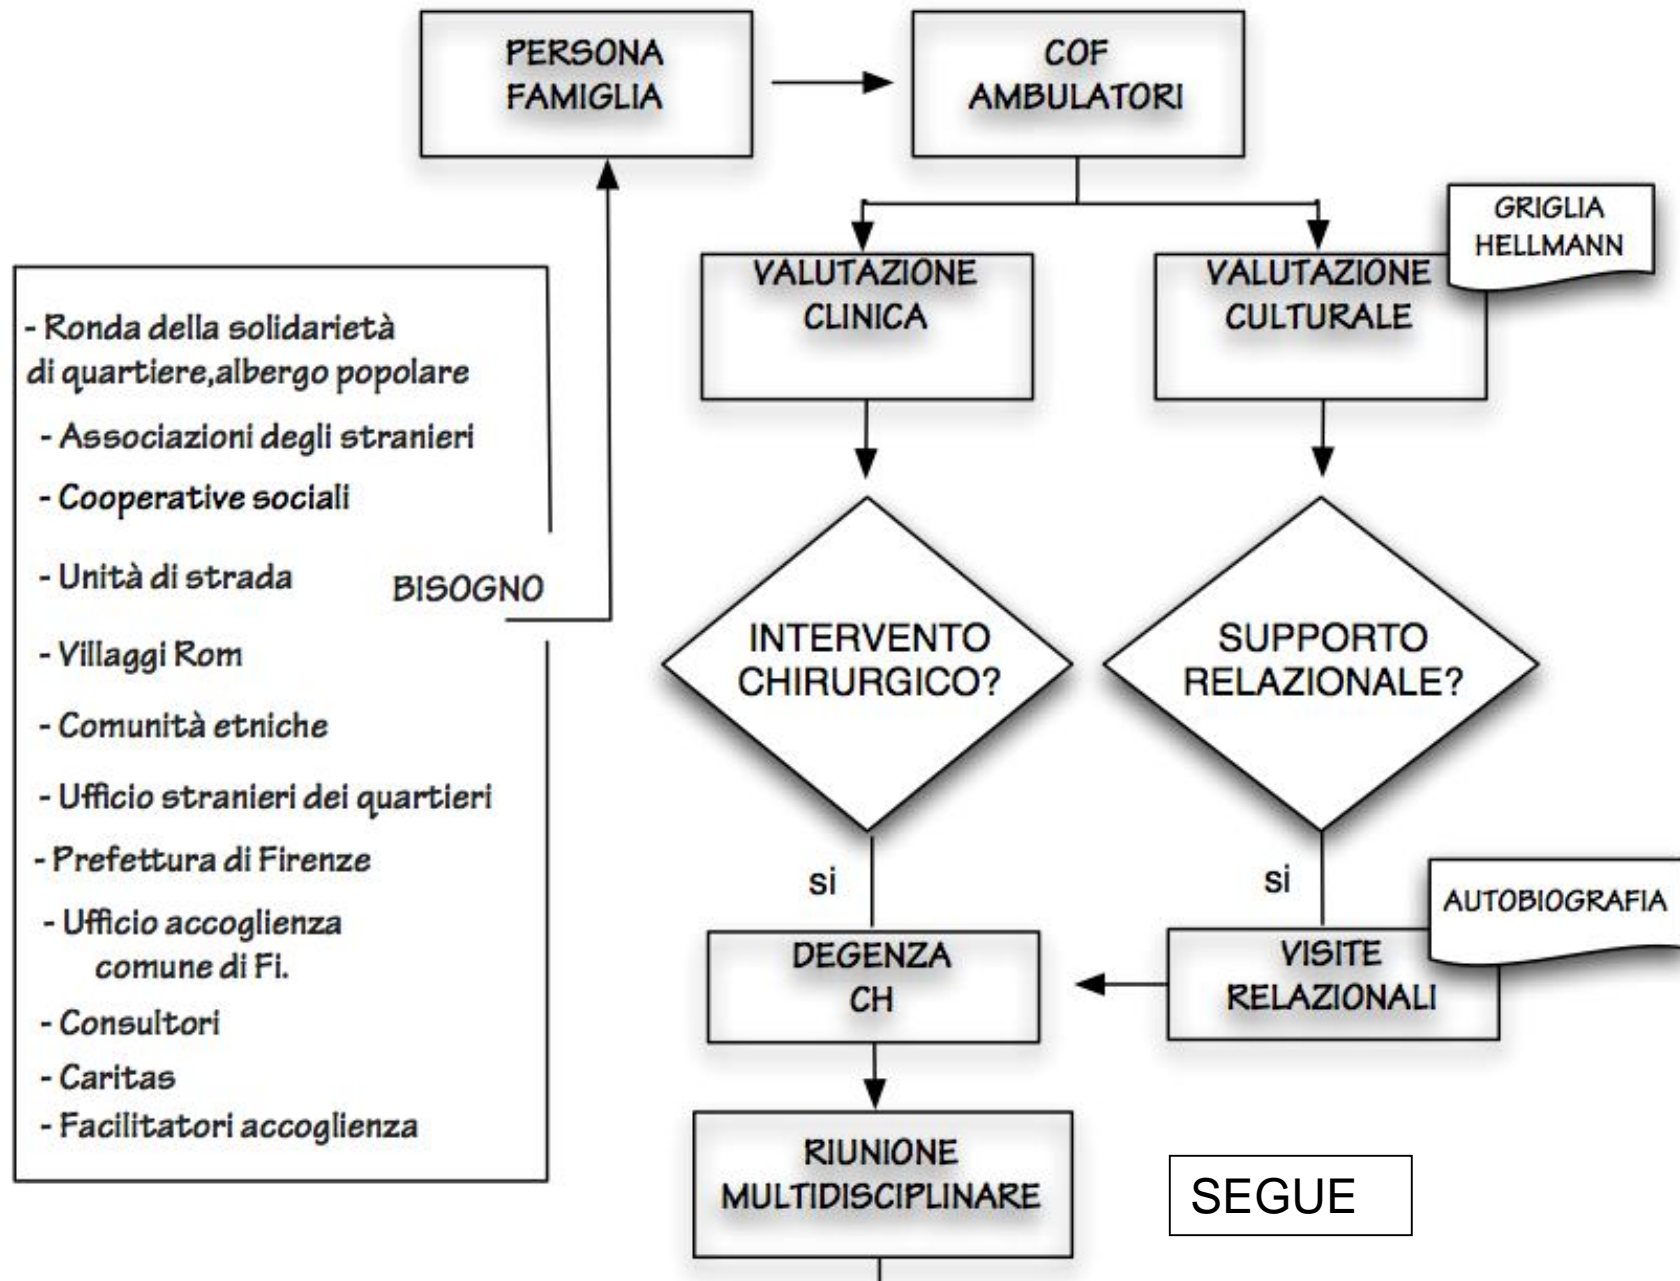 PERSONA
FAMIGLIA
COF
AMBULATORI
GRIGLIA
HELLMANN
VALUTAZIONE
CLINICA
VALUTAZIONE
CULTURALE
- Ronda della solidarietà
di quartiere,albergo popolare
- Associazioni degli stranieri
- Cooperative sociali
- Unità di strada
BISOGNO
- Villaggi Rom
- Comunità etniche
- Ufficio stranieri dei quartieri
- Prefettura di Firenze
- Ufficio accoglienza
comune di Fi.
- Consultori
- Caritas
- Facilitatori accoglienza
INTERVENTO
CHIRURGICO?
SUPPORTO
RELAZIONALE?
si
si
AUTOBIOGRAFIA
DEGENZA
CH
VISITE
RELAZIONALI
RIUNIONE
MULTIDISCIPLINARE
SEGUE